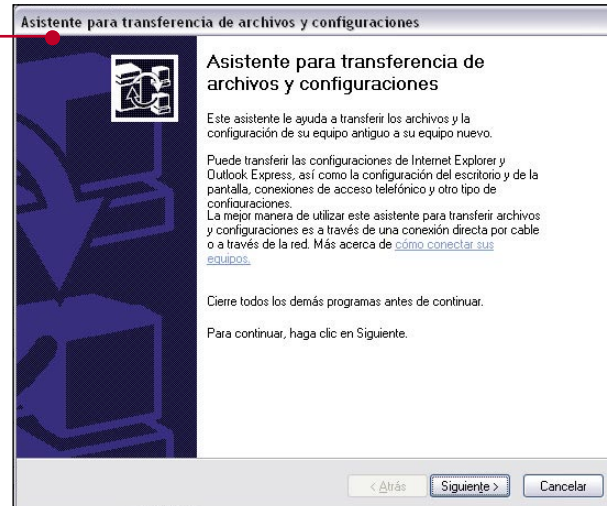 Asistente para transferencia de archivos y configuraciones
Asistente para transferencia de
archivos y configuraciones
Este asistente le ayuda a transferir los archivos y la
configuración de su equipo antiguo a su equipo nuevo.
Puede transferir las configuraciones de Internet Explorer y
Outlook Express, así como la configuración del escritorio y de la
pantalla, conexiones de acceso telefónico y otro tipo de
configuraciones.
La mejor manera de utilizar este asistente para transferir archivos
y configuraciones es a través de una conexión directa por cable
o a través de la red. Más acerca de cómo conectar sus
equipos.
Cierre todos los demás programas antes de continuar.
Para continuar, haga clic en Siguiente.
< Atrás Siguiente > Cancelar